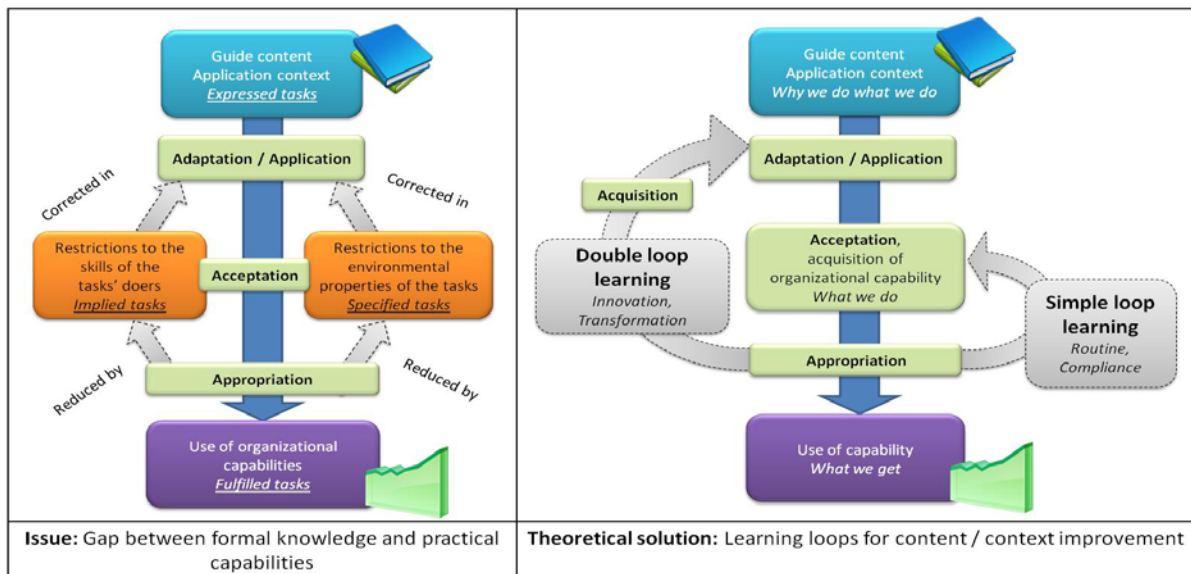 Guide content
Application context
Expressed tasks
Adaptation / Application
Corrected in
Corrected in
Restrictions to the
skills of the
tasks' doers
Implied tasks
Acceptation
Restrictions to the
environmental
properties of the tasks
Specified tasks
Reduced by
Reduced by
Appropriation
Use of organizational
capabilities
Fulfilled tasks
Issue: Gap between formal knowledge and practical
capabilities
Guide content
Application context
Why we do what we do
Adaptation / Application
Acquisition
Double loop
learning
Innovation,
Transformation
Acceptation,
acquisition of
organizational capability
What we do
Simple loop
learning
Routine,
Compliance
Appropriation
Use of capability
What we get
Theoretical solution: Learning loops for content / context improvement